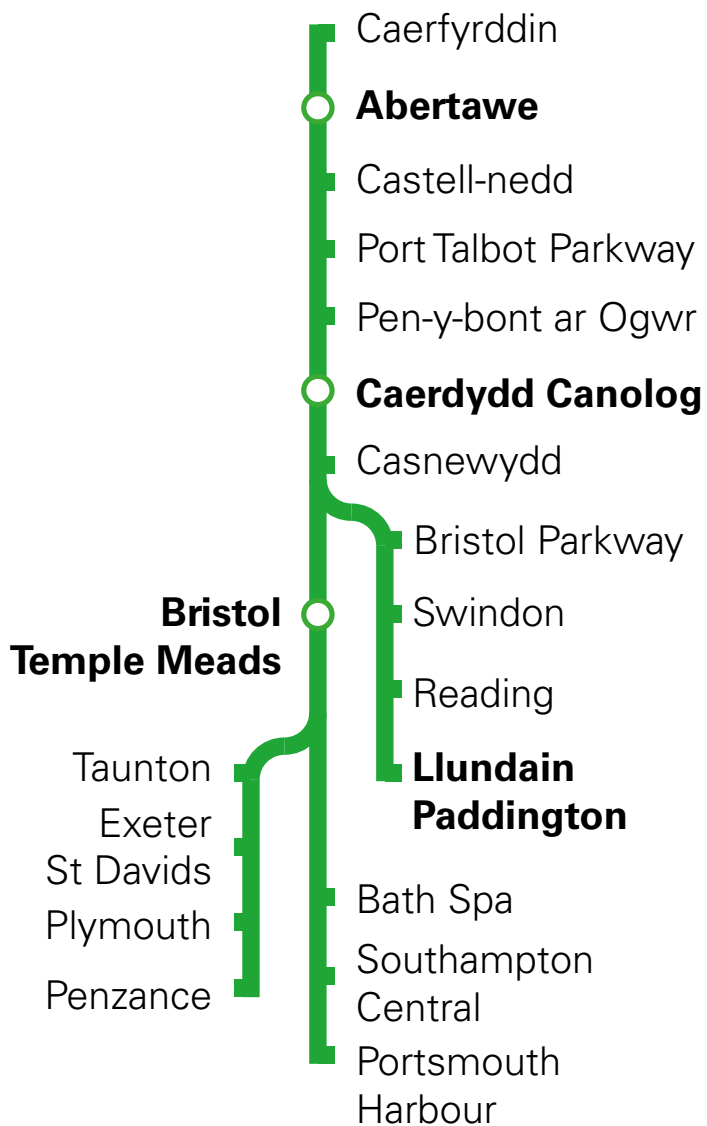 Caerfyrddin
Abertawe
Castell-nedd
Port Talbot Parkway
Pen-y-bont ar Ogwr
Caerdydd Canolog
Casnewydd
Bristol Parkway
Bristol
Temple Meads
Swindon
Reading
Llundain
Paddington
Taunton
Exeter
St Davids
Plymouth
Penzance
Bath Spa
Southampton
Central
Portsmouth
Harbour